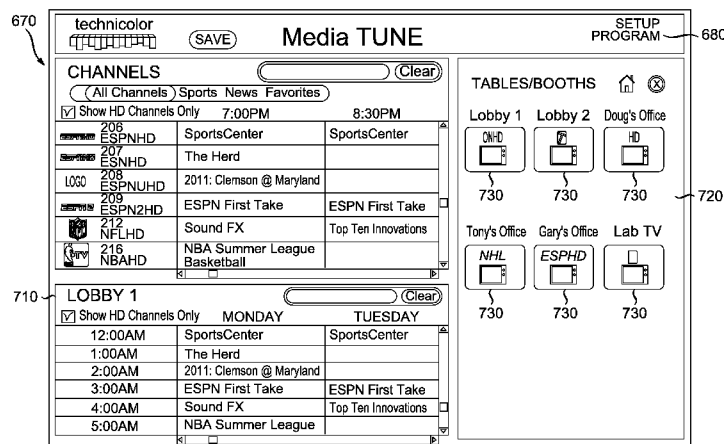 670
technicolor
SAVE
Media TUNE
SETUP
PROGRAM
680
CHANNELS
Clear
All Channels Sports News Favorites
Show HD Channels Only 7:00PM 8:30PM
206
ESPNHD SportsCenter SportsCenter
207
ESNHD The Herd
LOGO 208
ESPNUHD 2011: Clemson @ Maryland
209
ESPN2HD ESPN First Take ESPN First Take
212
NFLHD Sound FX Top Ten Innovations
TV 216
NBAHD NBA Summer League
Basketball
TABLES/BOOTHS
Lobby 1 Lobby 2 Doug's Office
ONHD HD
730 730 730
720
Tony's Office Gary's Office Lab TV
NHL ESPHD
730 730 730
710
LOBBY 1
Clear
Show HD Channels Only MONDAY TUESDAY
12:00AM SportsCenter SportsCenter
1:00AM The Herd
2:00AM 2011: Clemson @ Maryland
3:00AM ESPN First Take ESPN First Take
4:00AM Sound FX Top Ten Innovations
5:00AM NBA Summer League